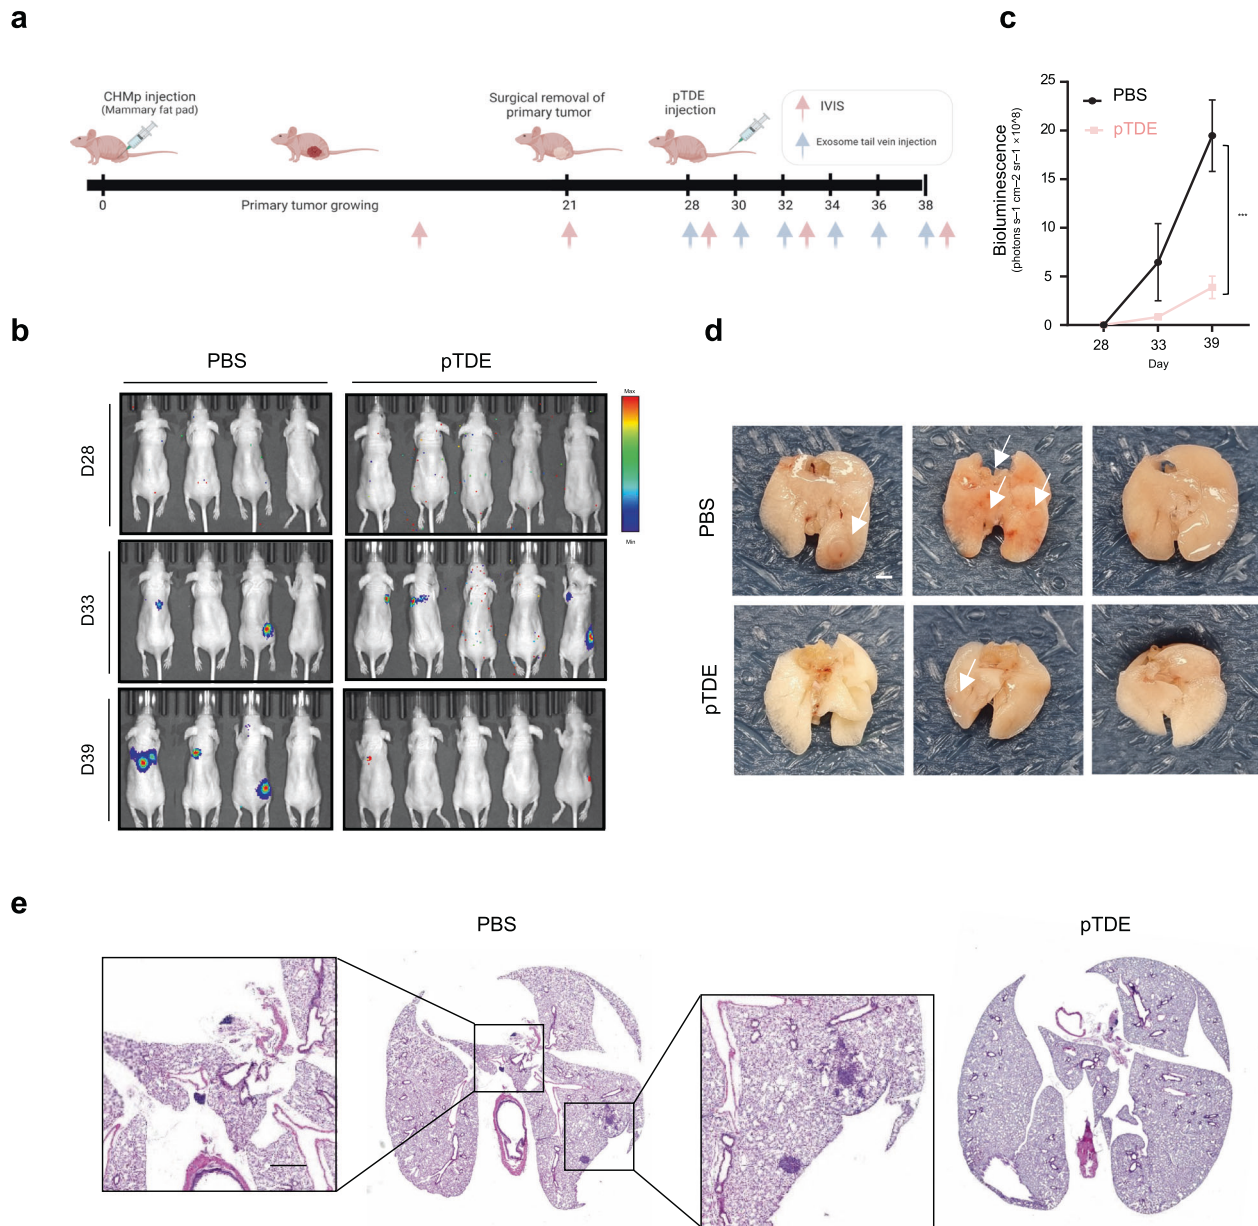 a
CHMp injection
(Mammary fat pad)
Surgical removal of
primary tumor
pTDE
injection
IVIS
Exosome tail vein injection
0
Primary tumor growing
21
28
30
32
34
36
38
c
25
20
15
10
5
0
Bioluminescence
(photons s–1 cm–2 sr–1 ×10^8)
PBS
pTDE
***
28
33
39
Day
b
PBS
pTDE
D28
D33
D39
Max
Min
d
PBS
pTDE
e
PBS
pTDE